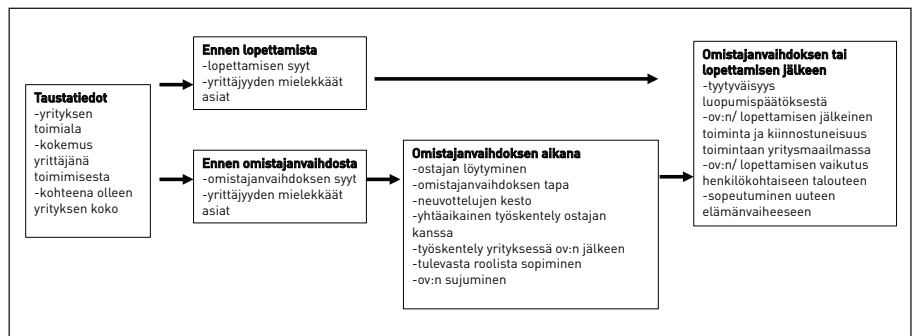 Taustatiedot
-yrityksen
toimiala
-kokemus
yrittäjänä
toimimisesta
-kohteena olleen
yrityksen koko
Ennen lopettamista
-lopettamisen syyt
-yrittäjyyden mielekkäät
asiat
Ennen omistajanvaihdosta
-omistajanvaihdoksen syyt
-yrittäjyyden mielekkäät
asiat
Omistajanvaihdoksen aikana
-ostajan löytyminen
-omistajanvaihdoksen tapa
-neuvottelujen kesto
-yhtäaikainen työskentely ostajan
kanssa
-työskentely yrityksessä ov:n jälkeen
-tulevasta roolista sopiminen
-ov:n sujuminen
Omistajanvaihdoksen tai
lopettamisen jälkeen
-tyytyväisyys
luopumispäätöksestä
-ov:n/ lopettamisen jälkeinen
toiminta ja kiinnostuneisuus
toimintaan yritysmaailmassa
-ov:n/ lopettamisen vaikutus
henkilökohtaiseen talouteen
-sopeutuminen uuteen
elämänvaiheeseen